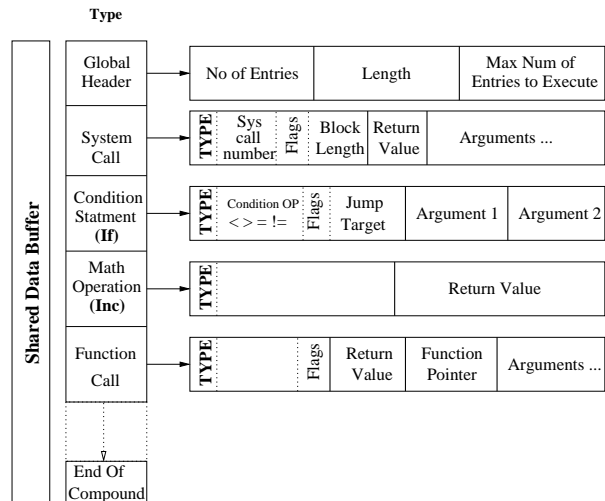 Type
Shared Data Buffer
Global
Header
No of Entries
Length
Max Num of
Entries to Execute
System
Call
TYPE
Sys
call
number
Flags
Block
Length
Return
Value
Arguments ...
Condition
Statment
(If)
TYPE
Condition OP
< > = !=
Flags
Jump
Target
Argument 1
Argument 2
Math
Operation
(Inc)
TYPE
Return Value
Function
Call
TYPE
Flags
Return
Value
Function
Pointer
Arguments ...
End Of
Compound